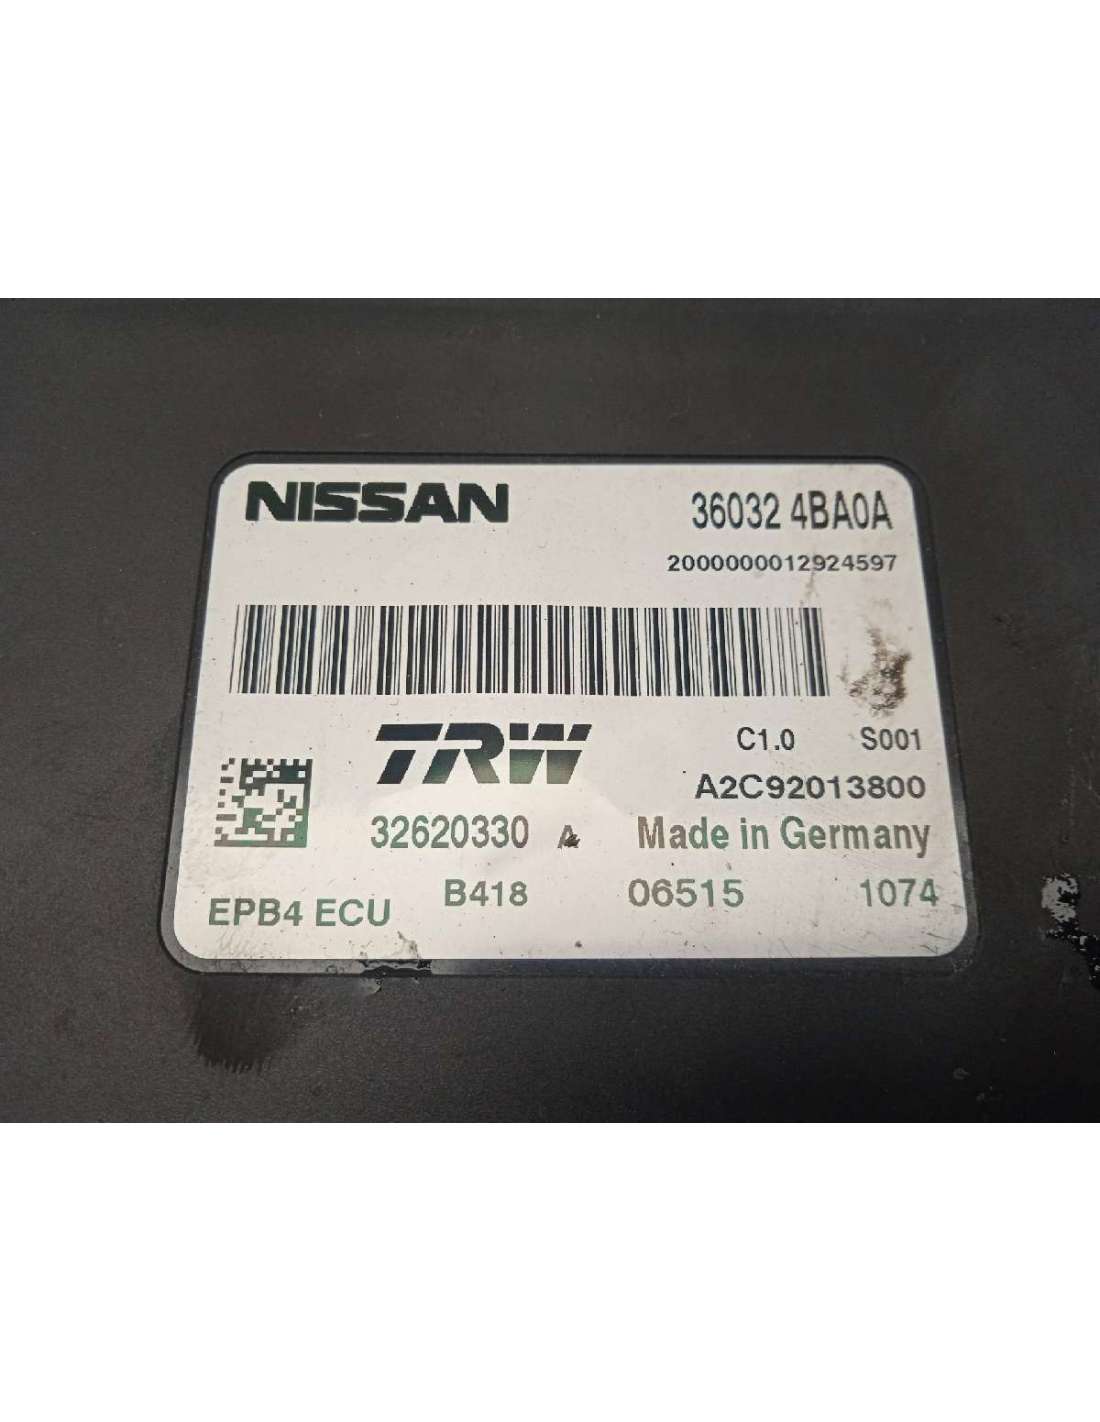 NISSAN 36032 4BA0A
2000000012924597
TRW C1.0 S001
A2C92013800
32620330 A Made in Germany
EPB4 ECU B418 06515 1074